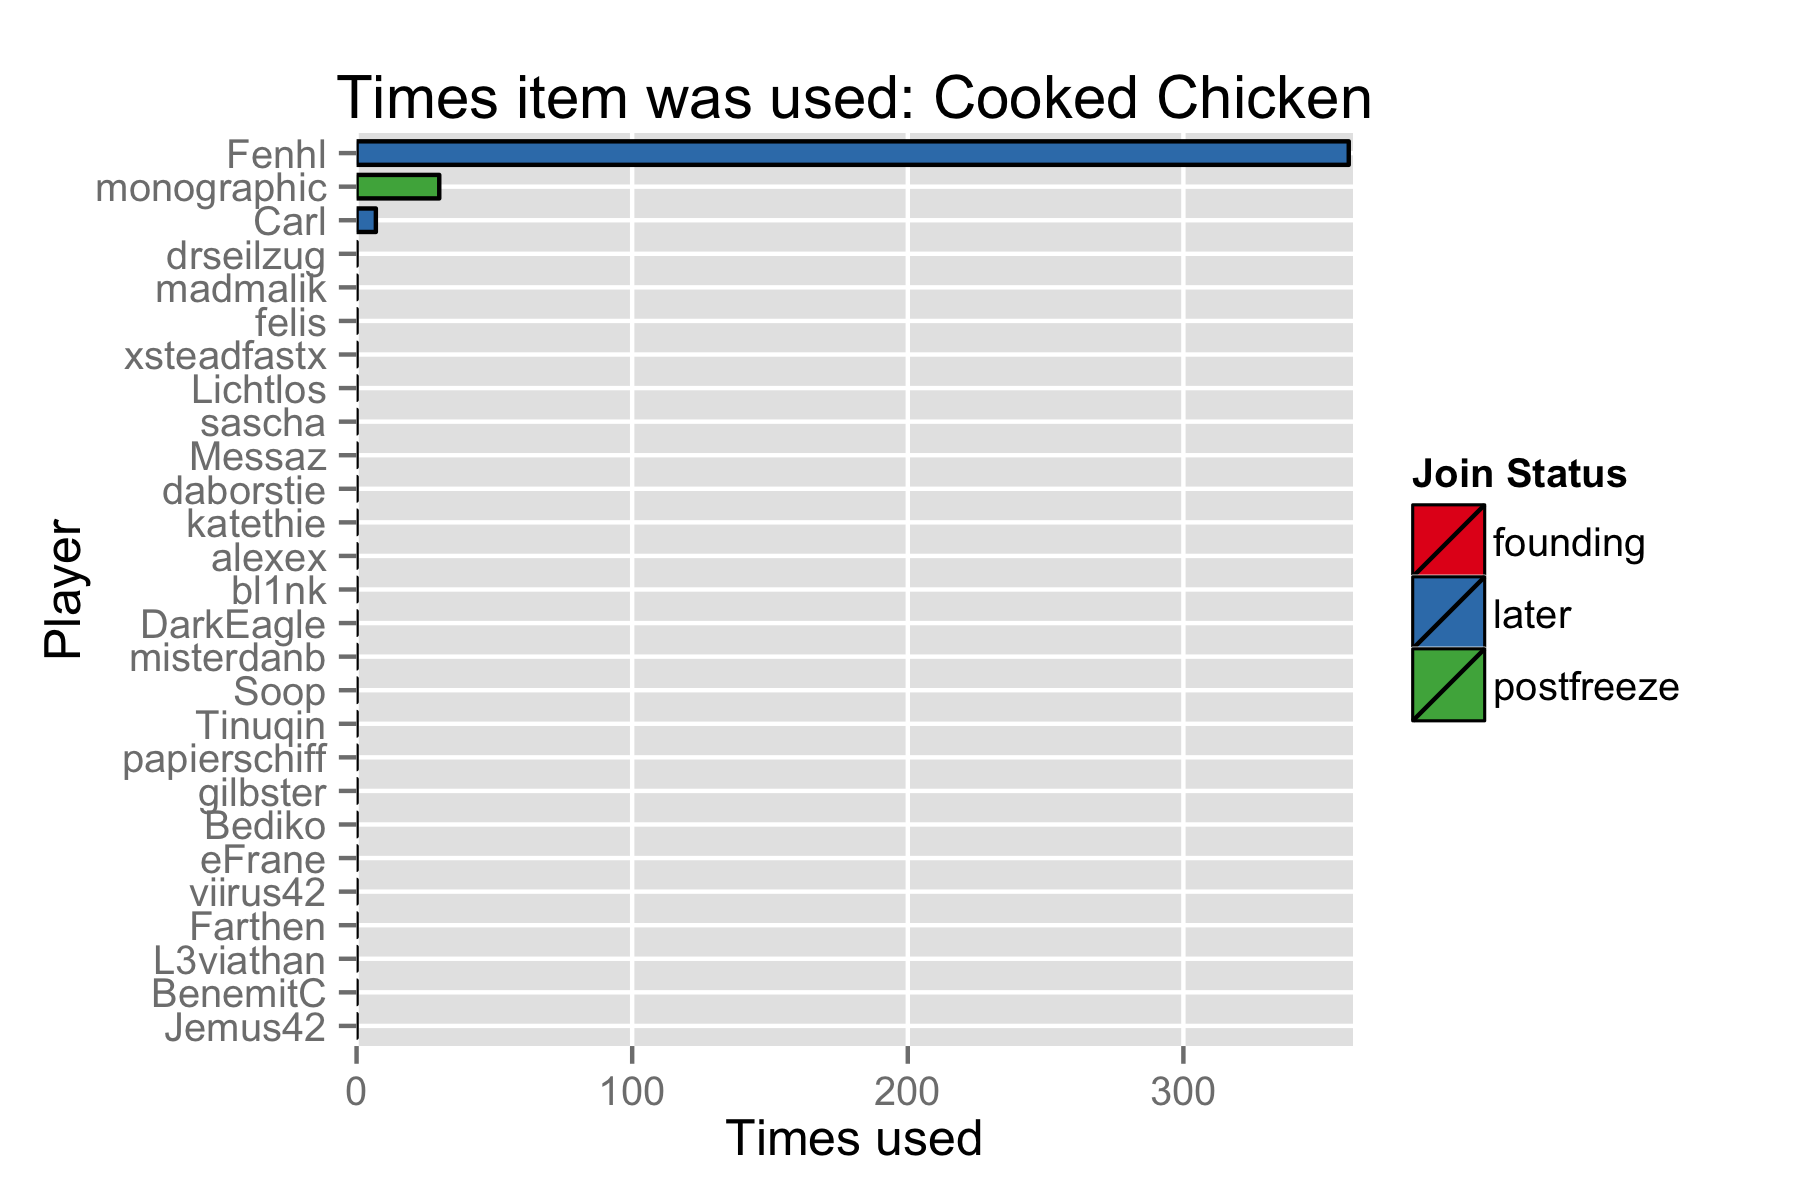 Times item was used: Cooked Chicken
Fenhl
monographic
Carl
drseilzug
madmalik
felis
xsteadfastx
Lichtlos
sascha
Messaz
daborstie
katethie
alexex
bl1nk
DarkEagle
misterdanb
Soop
Tinuqin
papierschiff
gilbster
Bediko
eFrane
viirus42
Farthen
L3viathan
BenemitC
Jemus42
Player
0 100 200 300
Times used
Join Status
founding
later
postfreeze